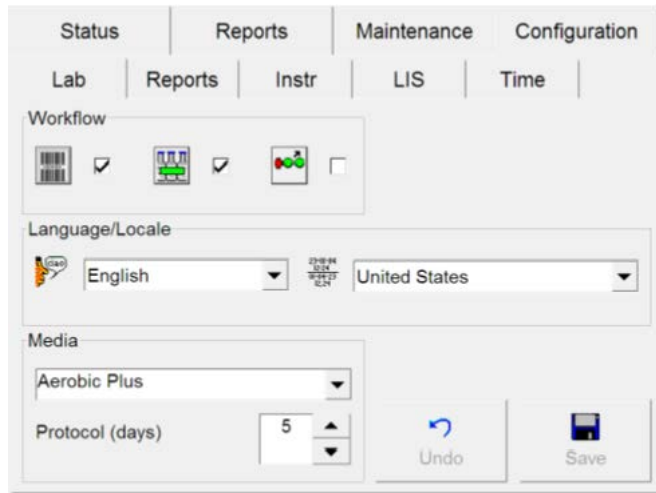 Status Reports Maintenance Configuration
Lab Reports Instr LIS Time
Workflow
Language/Locale
English United States
Media
Aerobic Plus
Protocol (days) 5
Undo Save